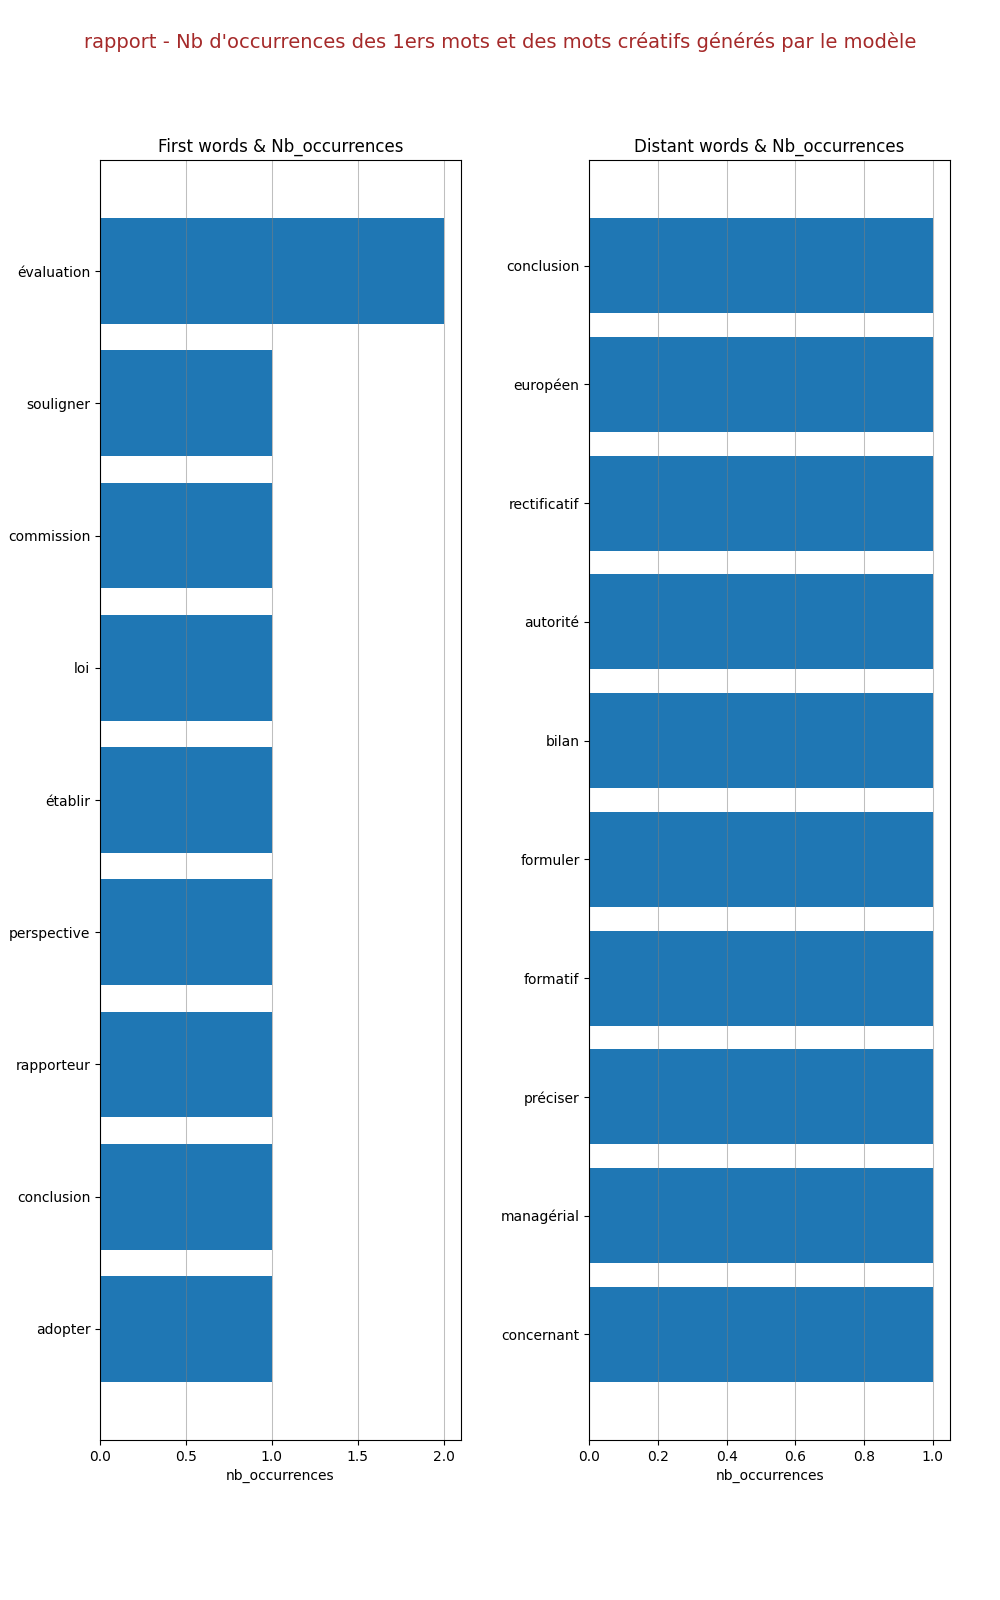 rapport - Nb d'occurrences des 1ers mots et des mots créatifs générés par le modèle
First words & Nb_occurrences
évaluation
souligner
commission
loi
établir
perspective
rapporteur
conclusion
adopter
0.0 0.5 1.0 1.5 2.0
nb_occurrences
Distant words & Nb_occurrences
conclusion
européen
rectificatif
autorité
bilan
formuler
formatif
préciser
managérial
concernant
0.0 0.2 0.4 0.6 0.8 1.0
nb_occurrences